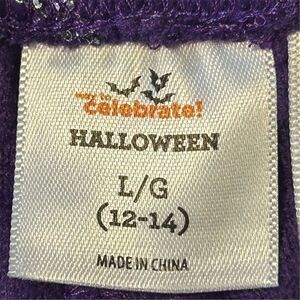 way to
celebrate!
HALLOWEEN
L/G
(12-14)
MADE IN CHINA